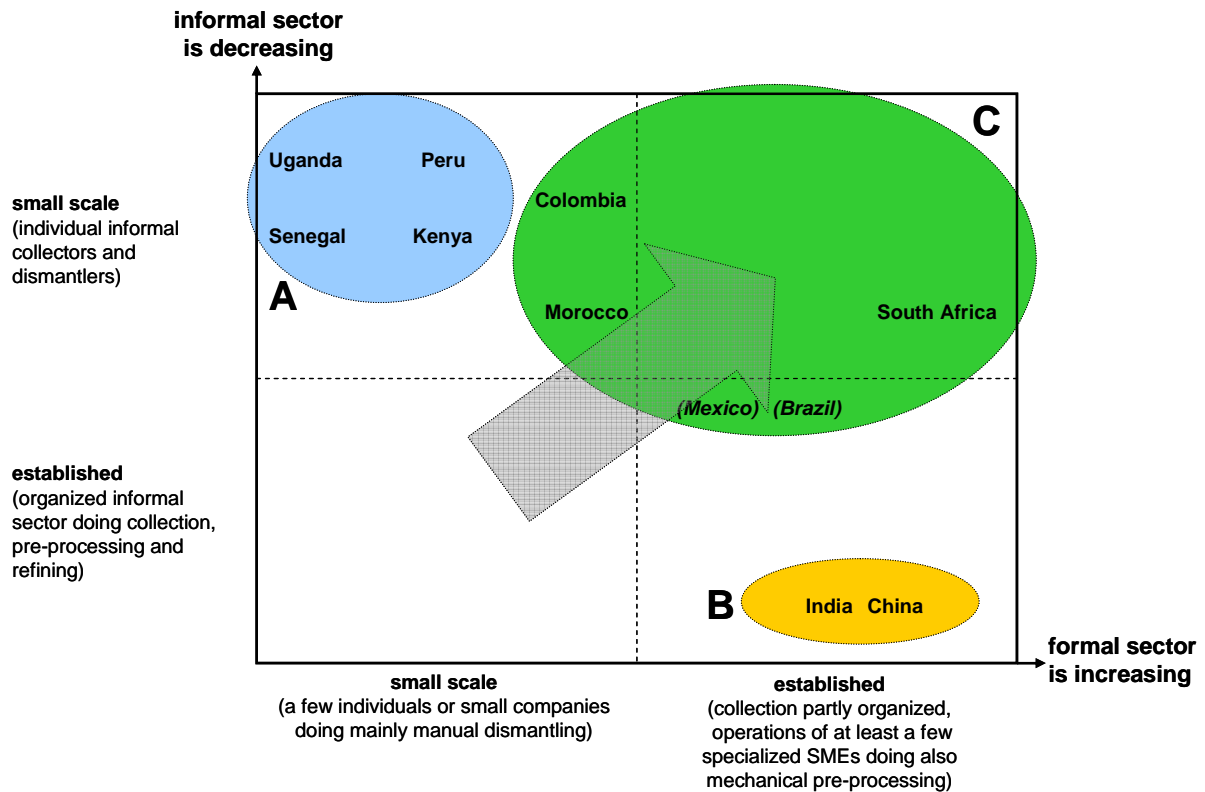 informal sector
is decreasing
C
Uganda Peru
Colombia
small scale
(individual informal
collectors and
dismantlers)
Senegal Kenya
A
Morocco
South Africa
(Mexico) (Brazil)
established
(organized informal
sector doing collection,
pre-processing and
refining)
B
India China
formal sector
is increasing
small scale
(a few individuals or small companies
doing mainly manual dismantling)
established
(collection partly organized,
operations of at least a few
specialized SMEs doing also
mechanical pre-processing)